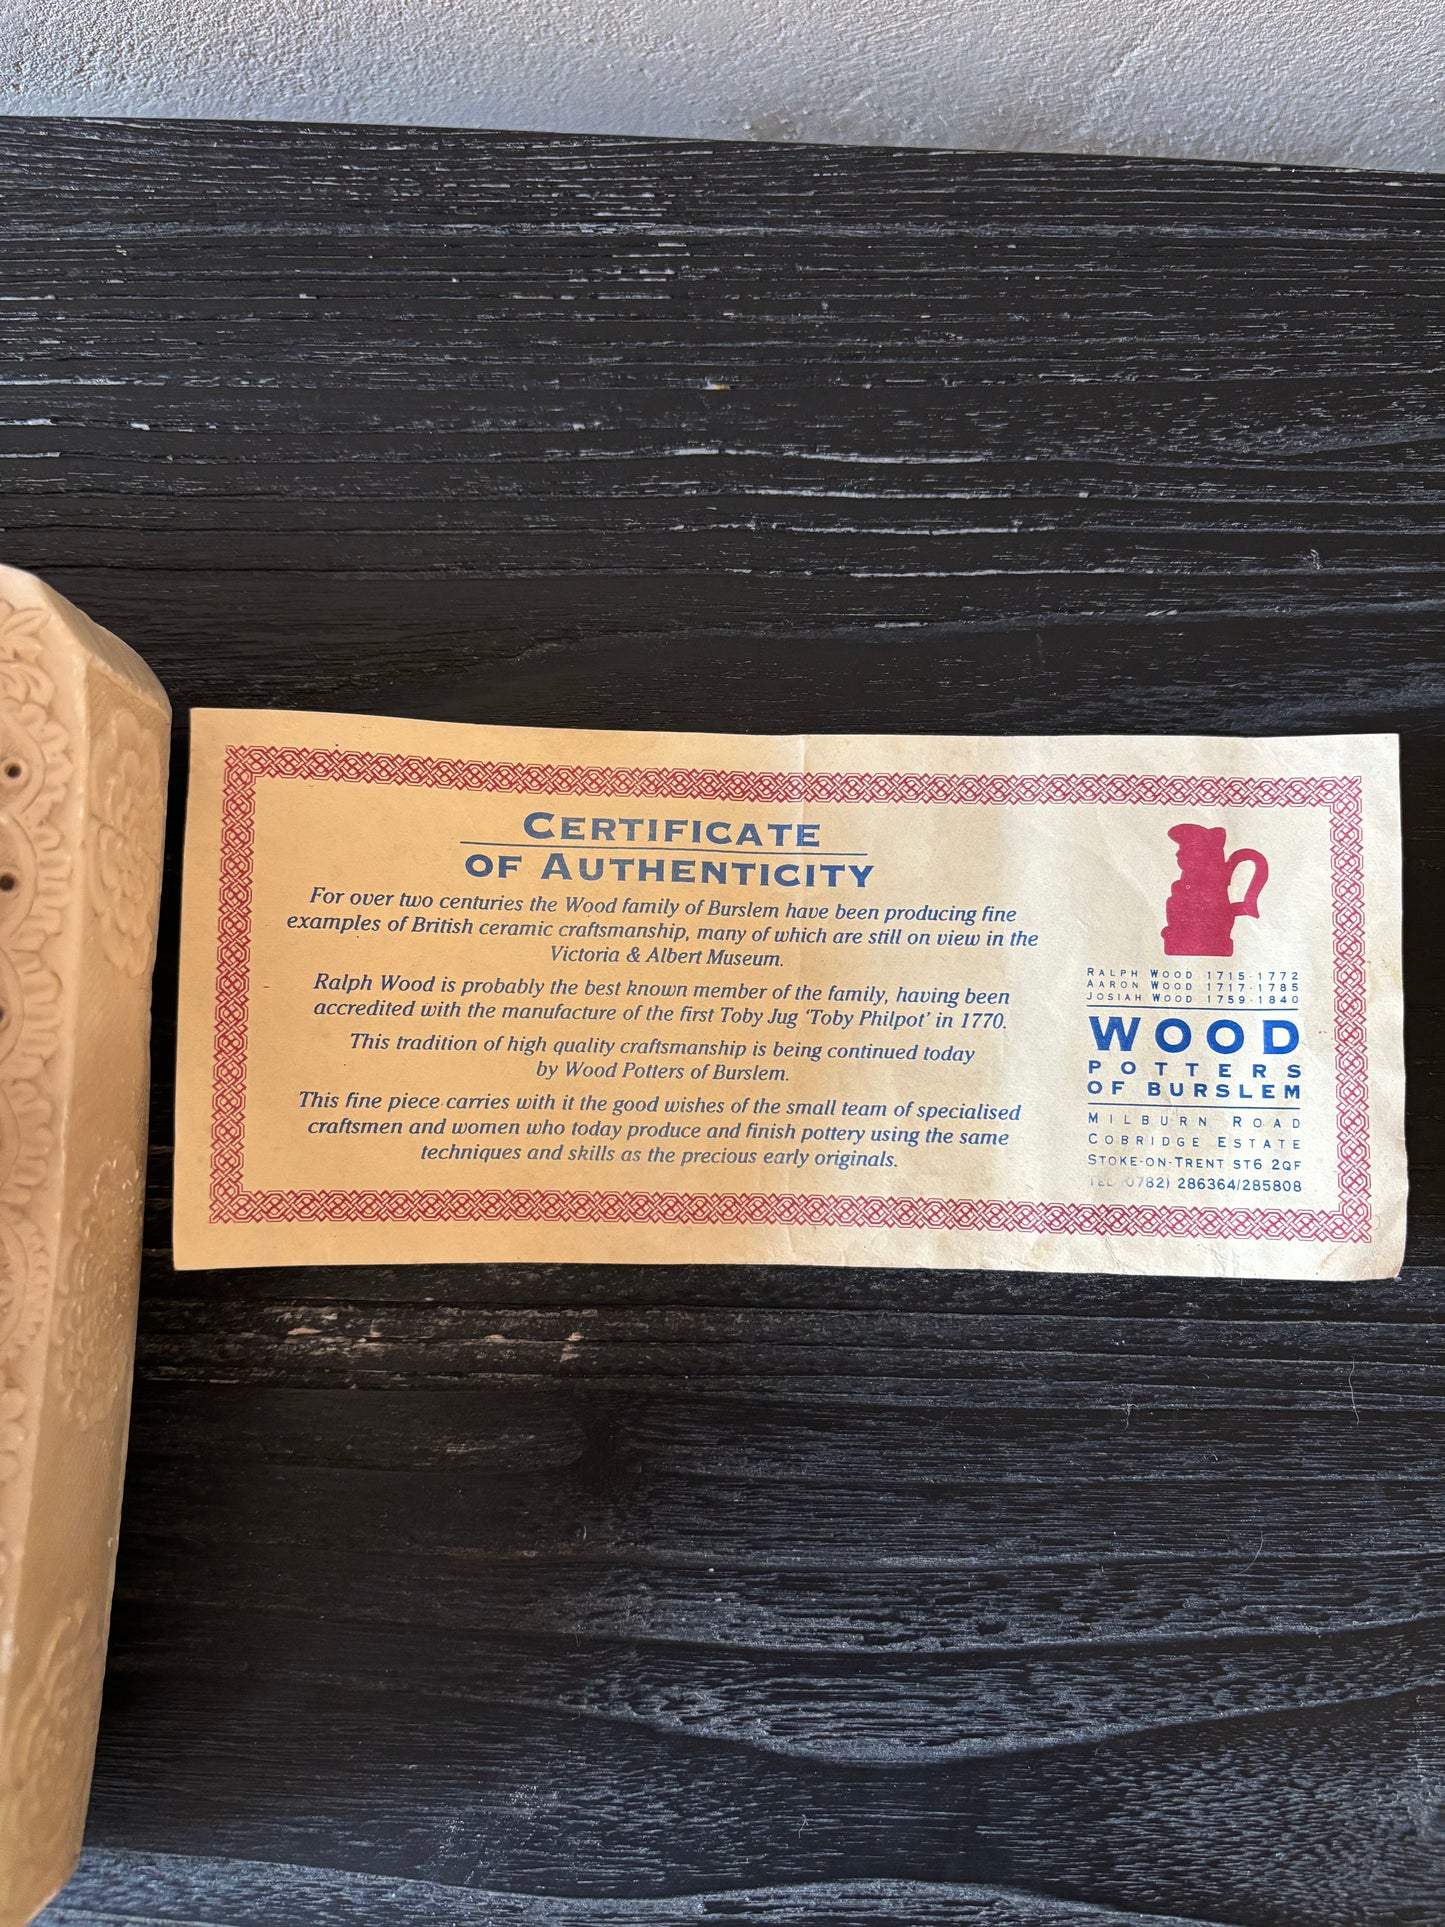 CERTIFICATE
OF AUTHENTICITY
For over two centuries the Wood family of Burslem have been producing fine
examples of British ceramic craftsmanship, many of which are still on view in the
Victoria & Albert Museum.
Ralph Wood is probably the best known member of the family, having been
accredited with the manufacture of the first Toby Jug 'Toby Philpot' in 1770.
This tradition of high quality craftsmanship is being continued today
by Wood Potters of Burslem.
This fine piece carries with it the good wishes of the small team of specialised
craftsmen and women who today produce and finish pottery using the same
techniques and skills as the precious early originals.
RALPH WOOD 1715-1772
AARON WOOD 1717-1785
JOSIAH WOOD 1759-1840
WOOD
POTTERS
OF BURSLEM
MILBURN ROAD
COBRIDGE ESTATE
STOKE-ON-TRENT ST6 2QF
TEL (0782) 286364/285808